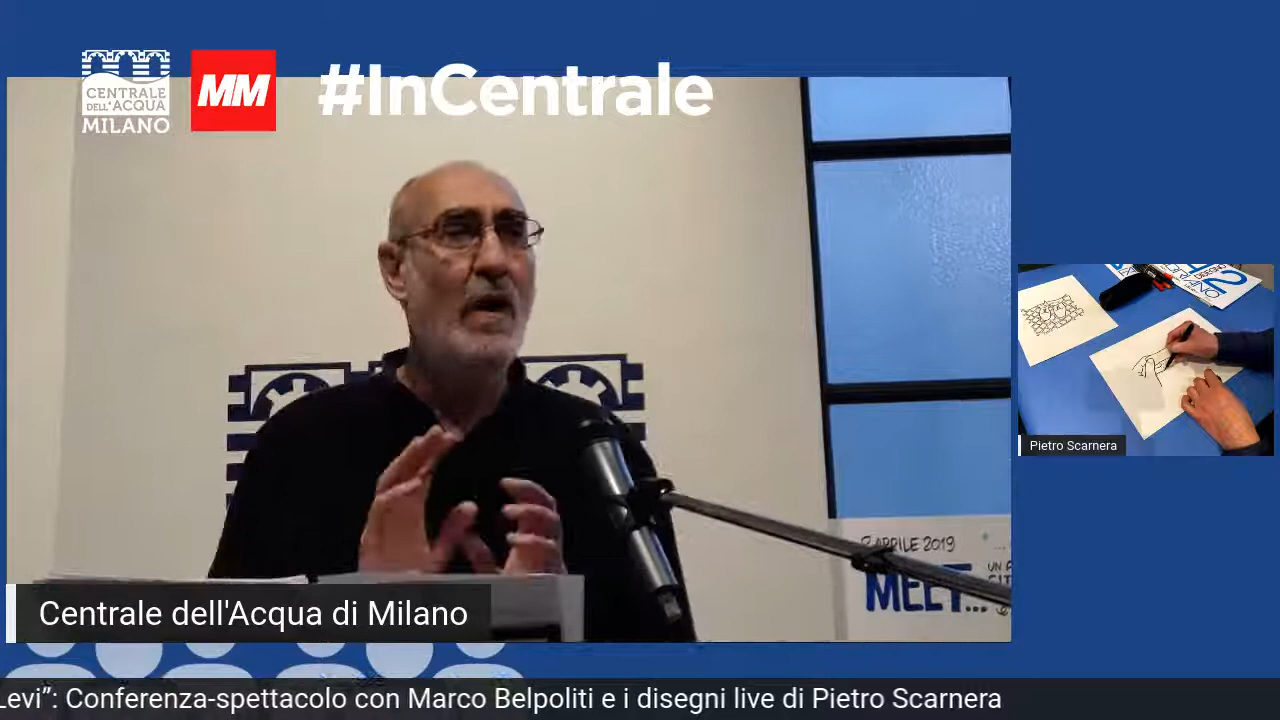 CENTRALE
DELL'ACQUA
MILANO
MM
#InCentrale
2 APRILE 2019
MEET...
Pietro Scarnera
Centrale dell'Acqua di Milano
Levi”: Conferenza-spettacolo con Marco Belpoliti e i disegni live di Pietro Scarnera